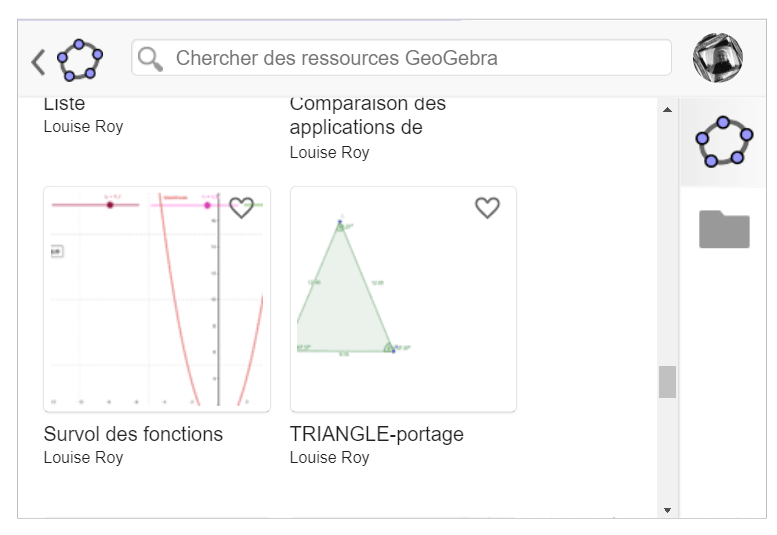 Chercher des ressources GeoGebra
Liste
Louise Roy
Comparaison des
applications de
Louise Roy
Survol des fonctions
Louise Roy
TRIANGLE-portage
Louise Roy